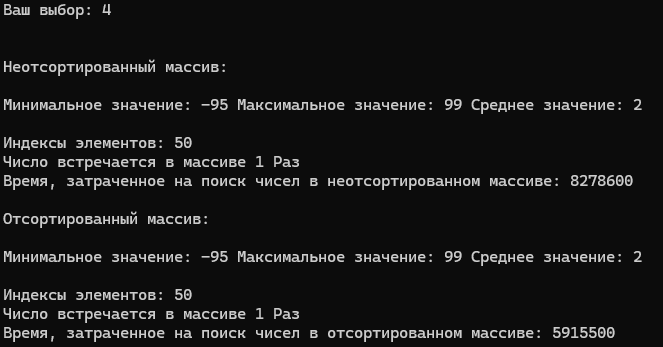 Ваш выбор: 4
Неотсортированный массив:
Минимальное значение: -95 Максимальное значение: 99 Среднее значение: 2
Индексы элементов: 50
Число встречается в массиве 1 Раз
Время, затраченное на поиск чисел в неотсортированном массиве: 8278600
Отсортированный массив:
Минимальное значение: -95 Максимальное значение: 99 Среднее значение: 2
Индексы элементов: 50
Число встречается в массиве 1 Раз
Время, затраченное на поиск чисел в отсортированном массиве: 5915500